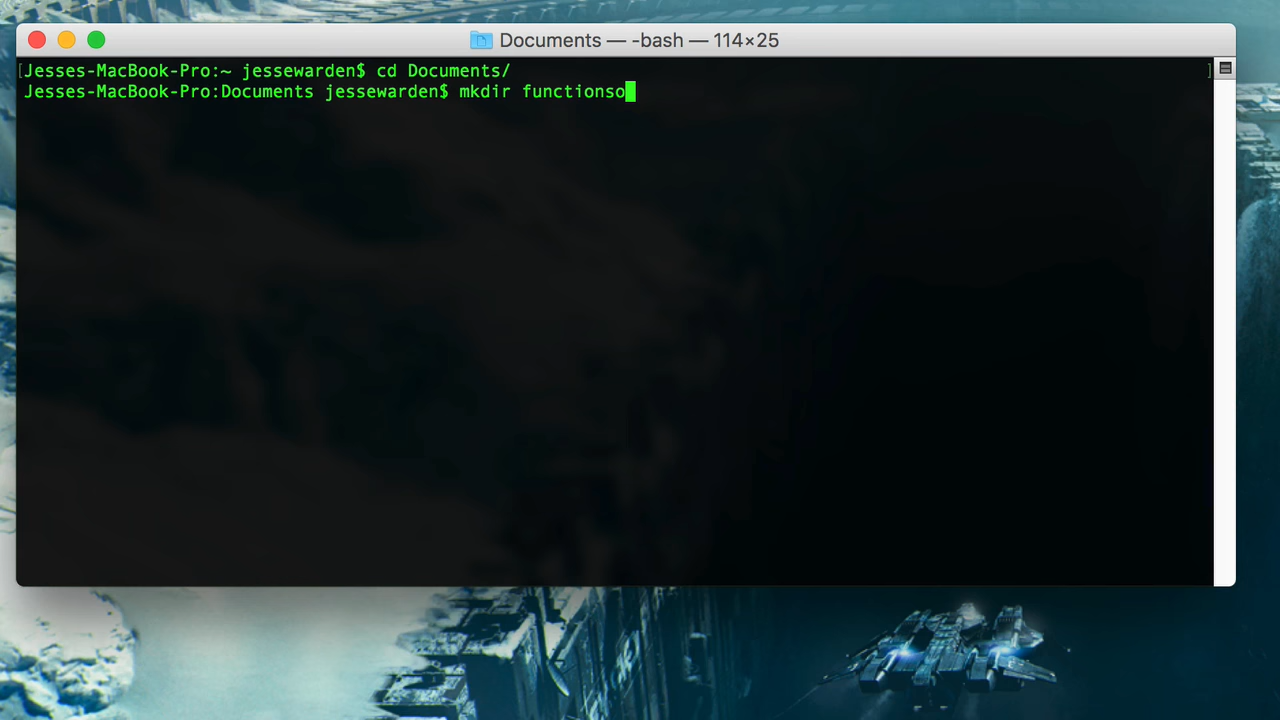 Documents — -bash — 114×25
[Jesses-MacBook-Pro:~ jessewarden$ cd Documents/ ]
Jesses-MacBook-Pro:Documents jessewarden$ mkdir functionso